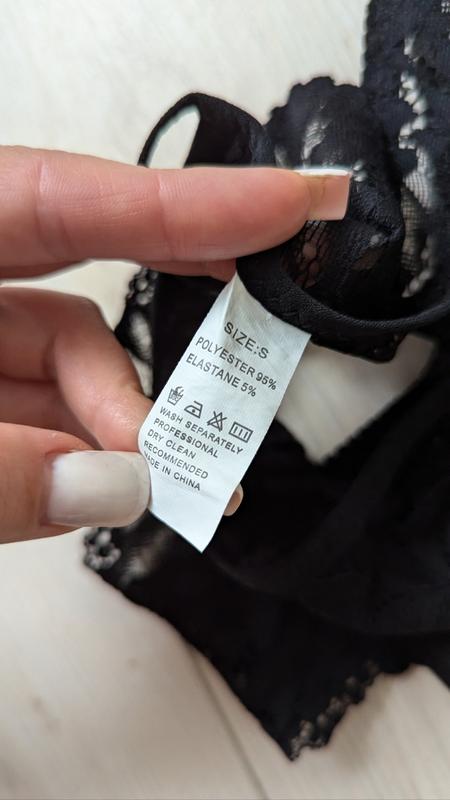 SIZE:S
POLYESTER 95%
ELASTANE 5%
WASH SEPARATELY
PROFESSIONAL
DRY CLEAN
RECOMMENDED
MADE IN CHINA